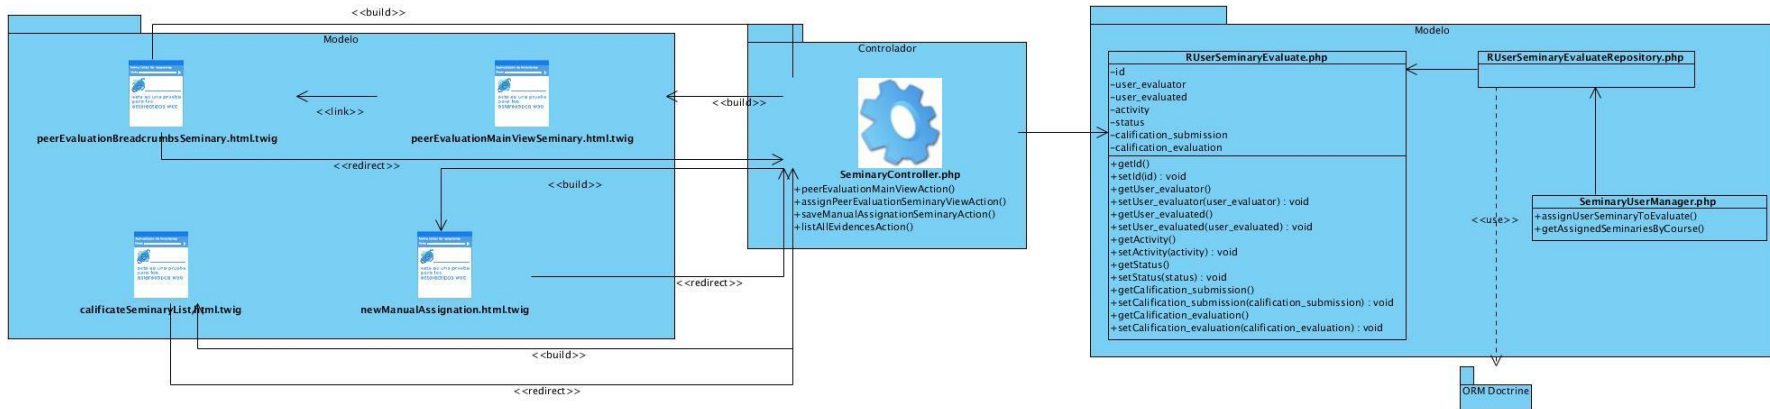 <<build>>
Modelo
peerEvaluationBreadcrumbsSeminary.html.twig
<<link>>
peerEvaluationMainViewSeminary.html.twig
<<build>>
<<redirect>>
<<build>>
calificateSeminaryList.html.twig
newManualAssignation.html.twig
<<redirect>>
<<build>>
<<redirect>>
Controlador
SeminaryController.php
+peerEvaluationMainViewAction()
+assignPeerEvaluationSeminaryViewAction()
+saveManualAssignationSeminaryAction()
+listAllEvidencesAction()
Modelo
RUserSeminaryEvaluate.php
-id
-user_evaluator
-user_evaluated
-activity
-status
-calification_submission
-calification_evaluation
+getId()
+setId(id) : void
+getUser_evaluator()
+setUser_evaluator(user_evaluator) : void
+getUser_evaluated()
+setUser_evaluated(user_evaluated) : void
+getActivity()
+setActivity(activity) : void
+getStatus()
+setStatus(status) : void
+getCalification_submission()
+setCalification_submission(calification_submission) : void
+getCalification_evaluation()
+setCalification_evaluation(calification_evaluation) : void
RUserSeminaryEvaluateRepository.php
<<use>>
SeminaryUserManager.php
+assignUserSeminaryToEvaluate()
+getAssignedSeminariesByCourse()
ORM Doctrine